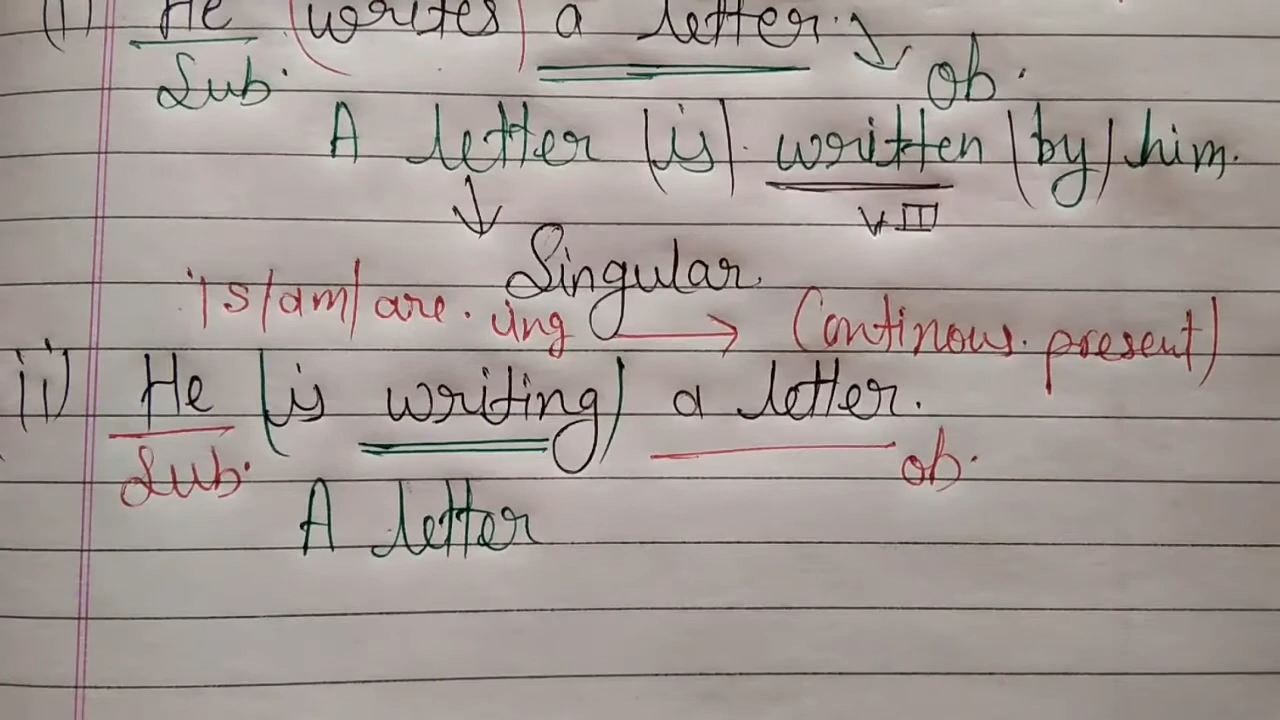 (i) He (writes) a letter. → ob.
Sub.
A letter (is). written (by) him.
↓ V III
Singular.
is/am/are. ing → (Continous. present)
ii) He (is writing) a letter.
Sub. ob.
A letter